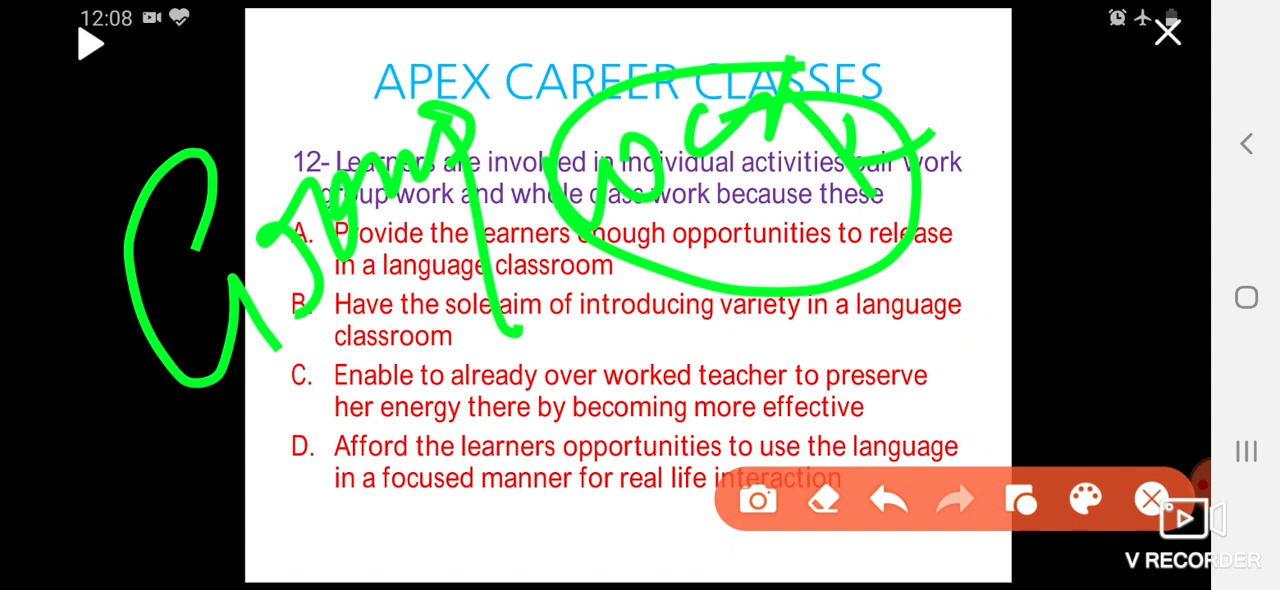 12:08
APEX CAREER CLASSES
Group work
12- Learners are involved in individual activities pair work
group work and whole class work because these
A. Provide the learners enough opportunities to release
in a language classroom
B. Have the sole aim of introducing variety in a language
classroom
C. Enable to already over worked teacher to preserve
her energy there by becoming more effective
D. Afford the learners opportunities to use the language
in a focused manner for real life interaction
V RECORDER